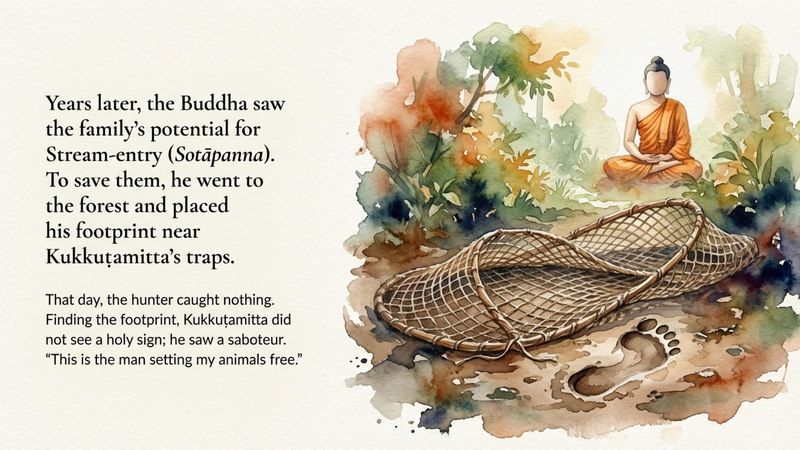 Years later, the Buddha saw
the family’s potential for
Stream-entry (Sotāpanna).
To save them, he went to
the forest and placed
his footprint near
Kukkuṭamitta’s traps.
That day, the hunter caught nothing.
Finding the footprint, Kukkuṭamitta did
not see a holy sign; he saw a saboteur.
“This is the man setting my animals free.”